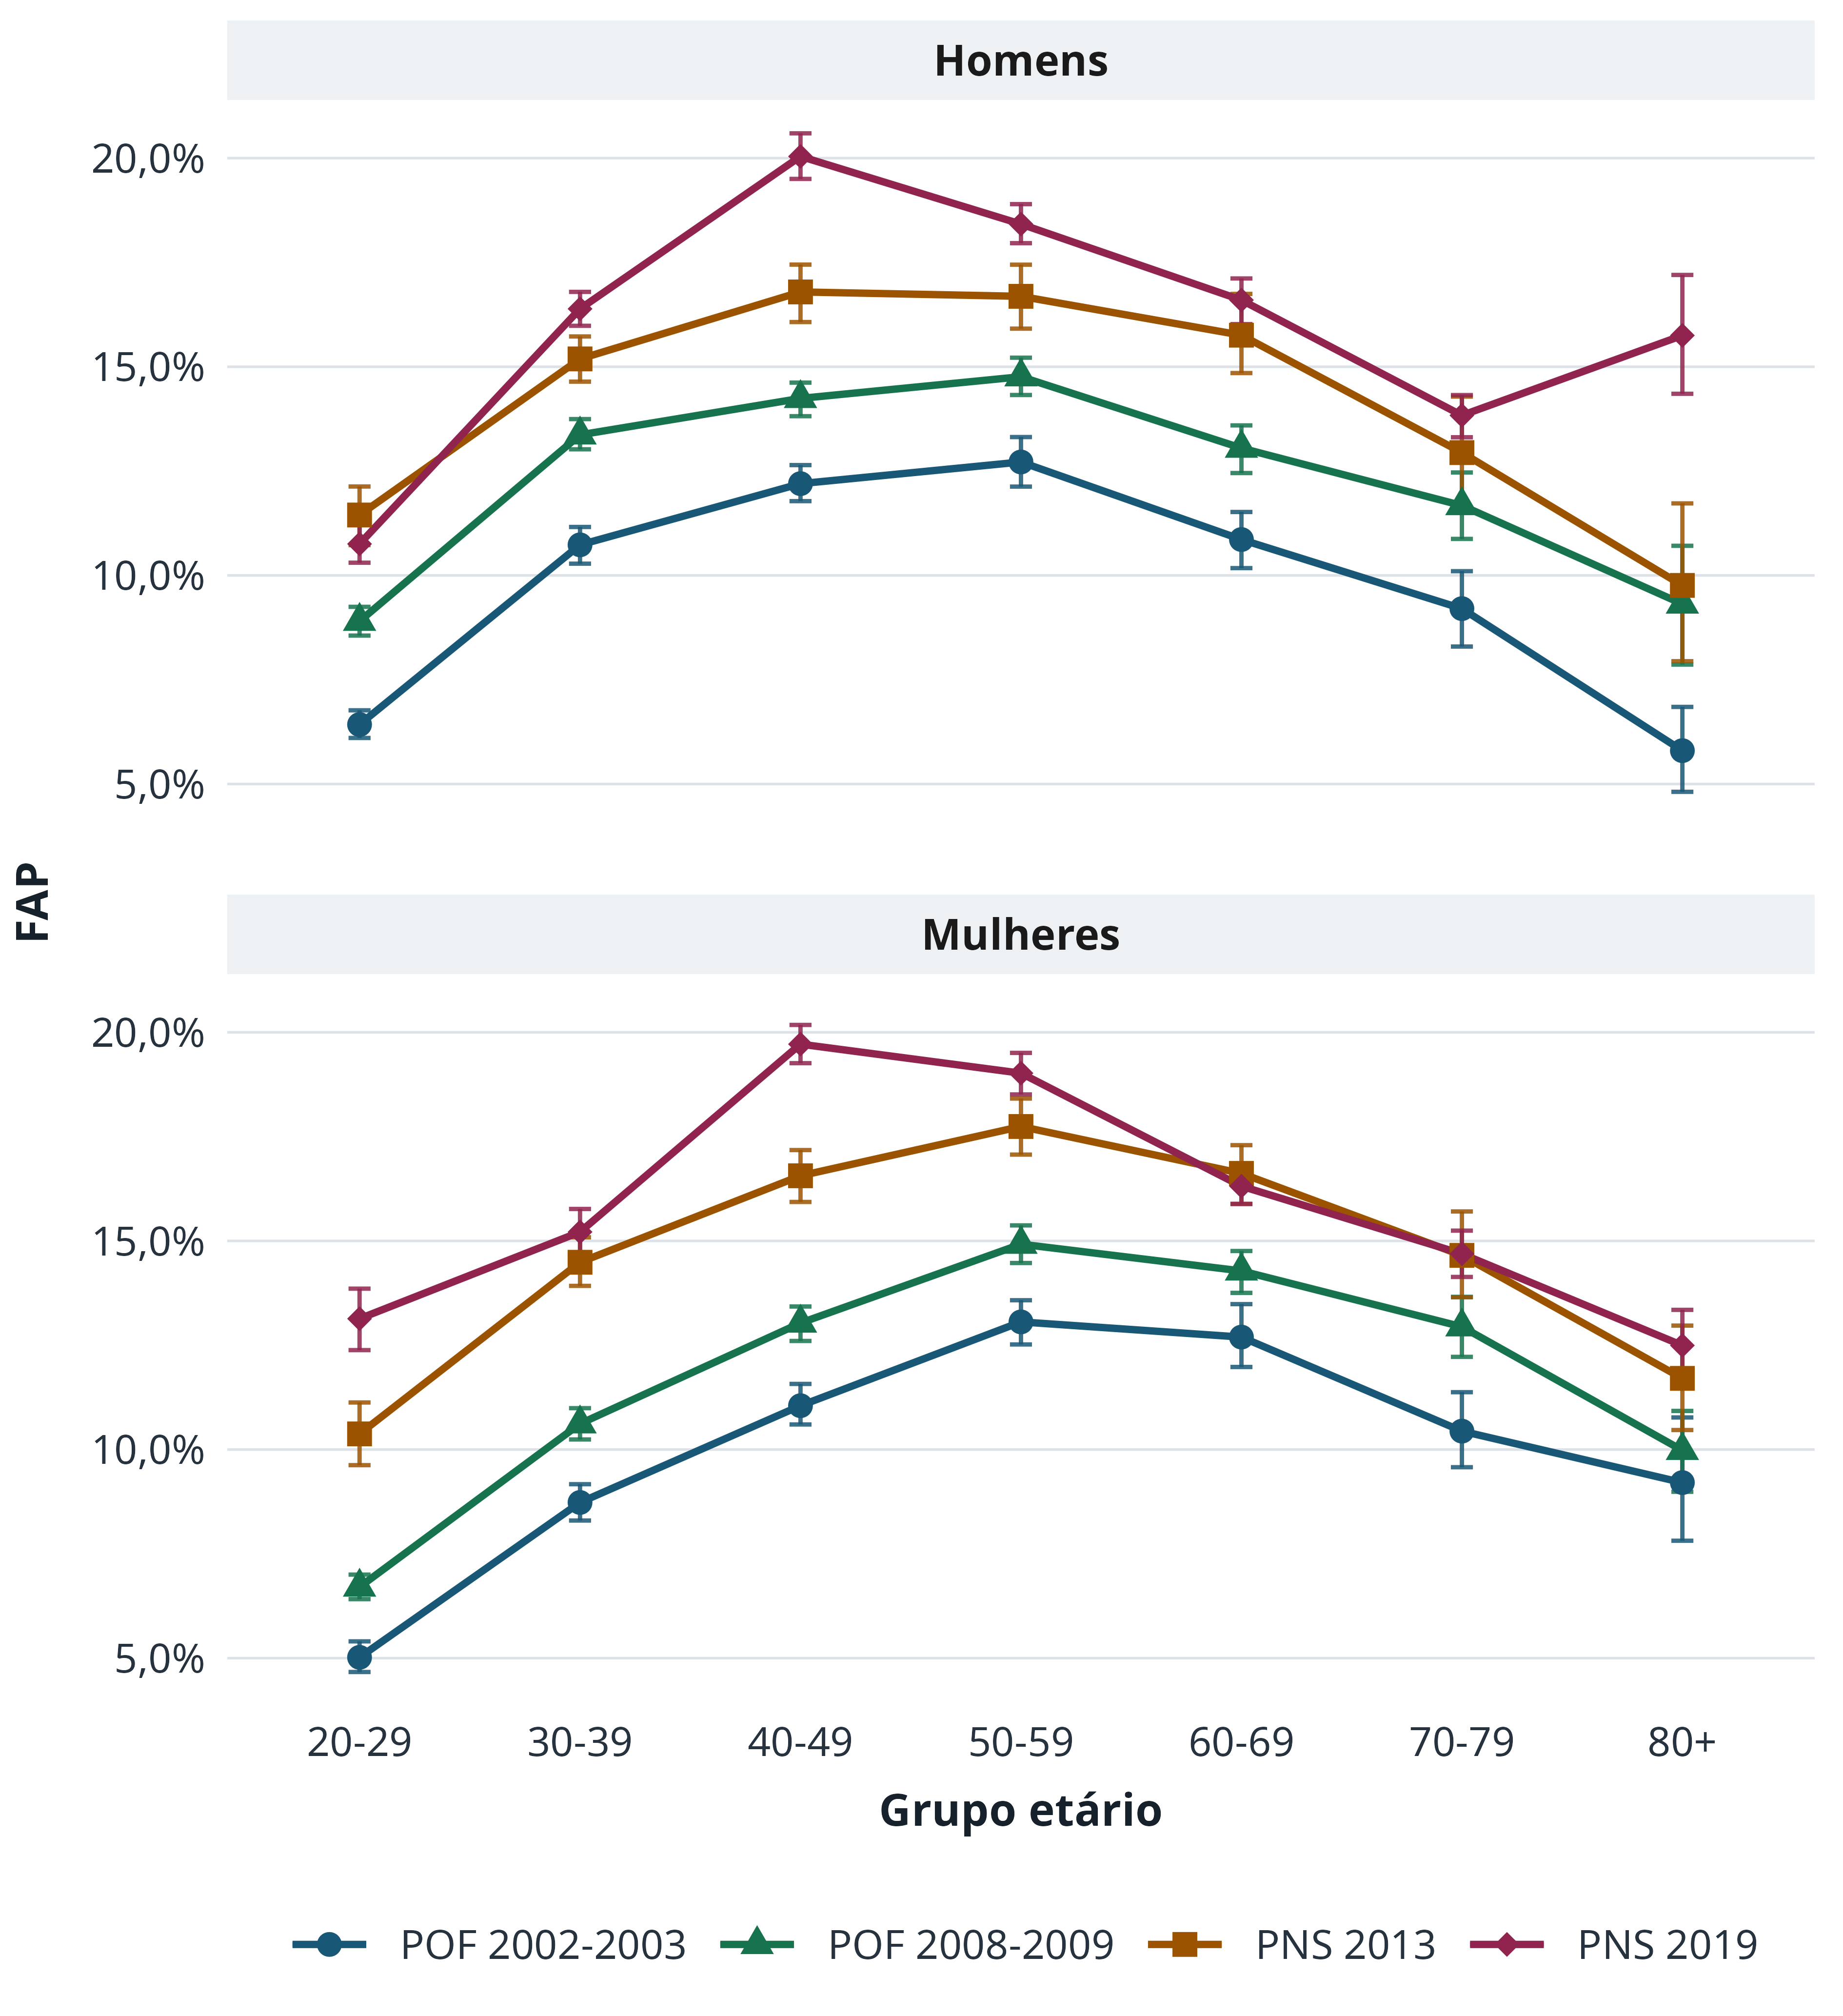 Homens
20,0%
15,0%
10,0%
5,0%
FAP
Mulheres
20,0%
15,0%
10,0%
5,0%
20-29 30-39 40-49 50-59 60-69 70-79 80+
Grupo etário
POF 2002-2003 POF 2008-2009 PNS 2013 PNS 2019